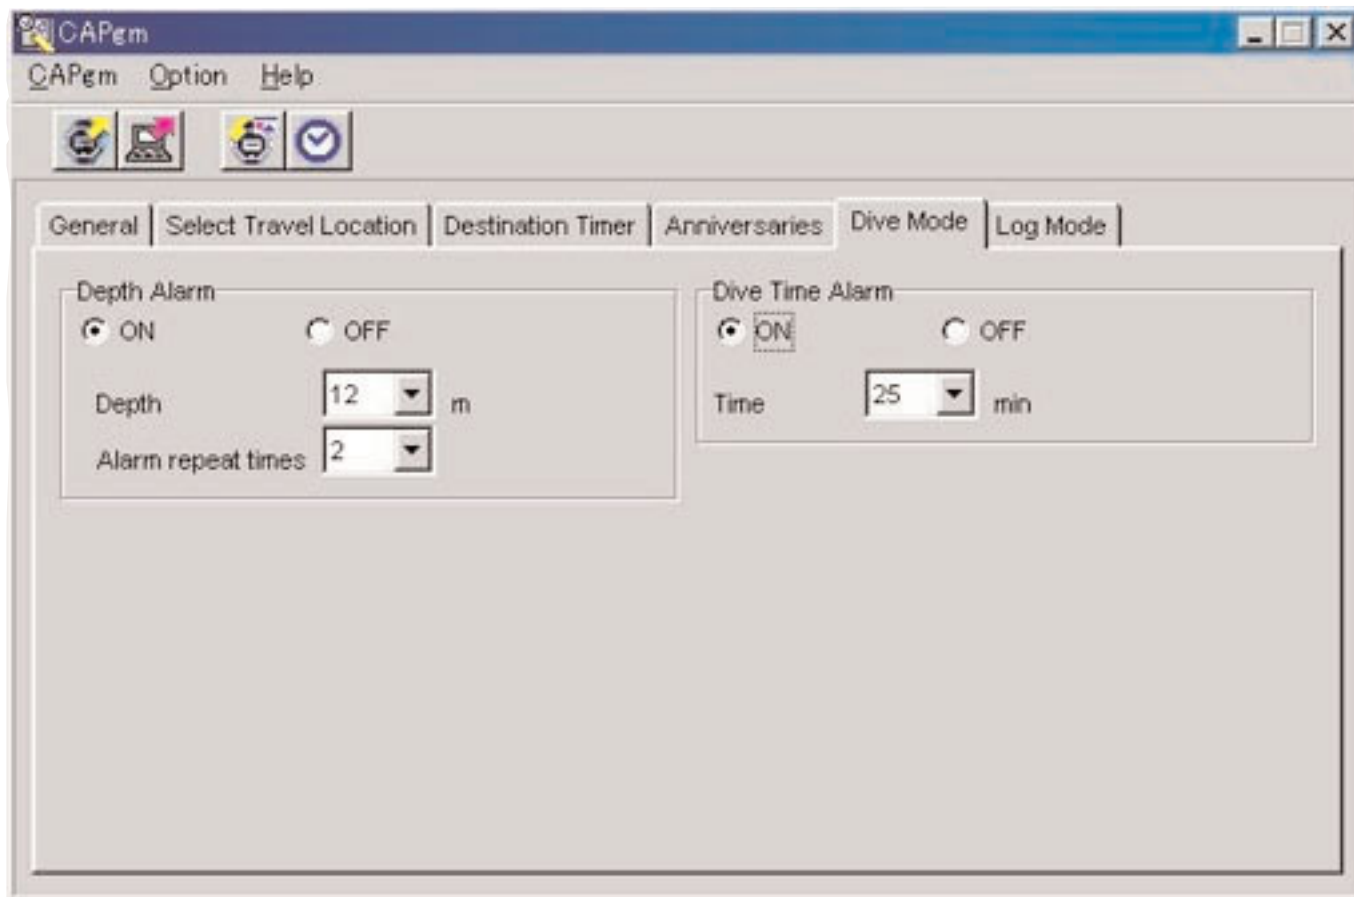 CAPgm
CAPgm Option Help
General Select Travel Location Destination Timer Anniversaries Dive Mode Log Mode
Depth Alarm
ON OFF
Depth 12 m
Alarm repeat times 2
Dive Time Alarm
ON OFF
Time 25 min